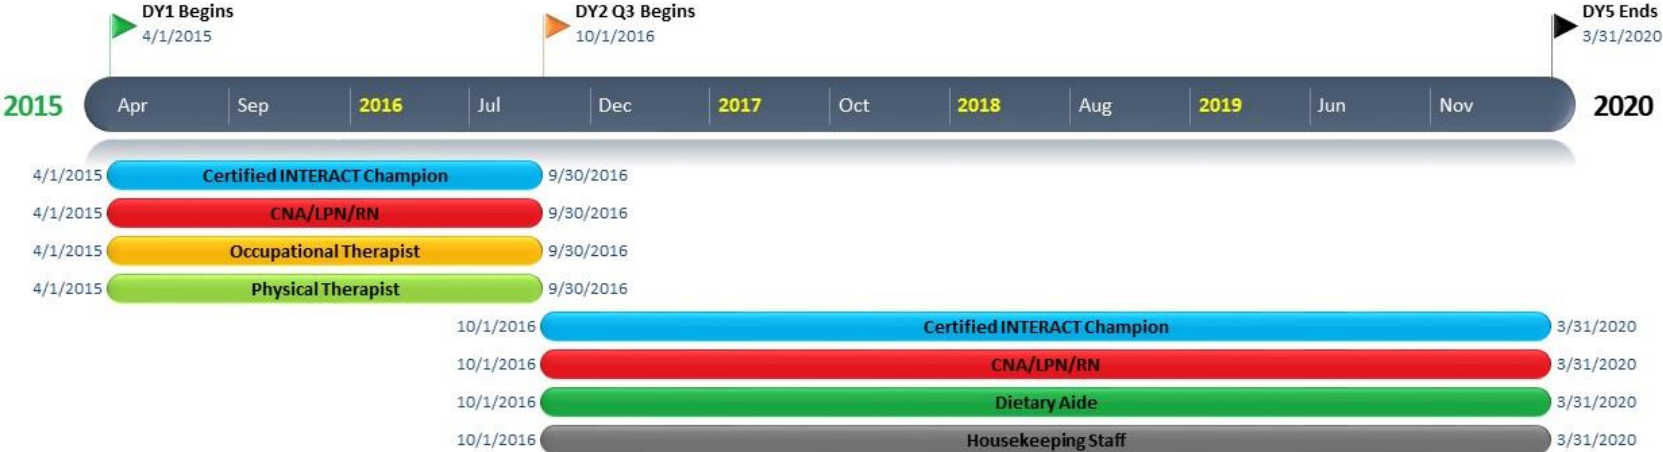 DY1 Begins
4/1/2015
DY2 Q3 Begins
10/1/2016
DY5 Ends
3/31/2020
2015 Apr Sep 2016 Jul Dec 2017 Oct 2018 Aug 2019 Jun Nov 2020
4/1/2015 Certified INTERACT Champion 9/30/2016
4/1/2015 CNA/LPN/RN 9/30/2016
4/1/2015 Occupational Therapist 9/30/2016
4/1/2015 Physical Therapist 9/30/2016
10/1/2016 Certified INTERACT Champion 3/31/2020
10/1/2016 CNA/LPN/RN 3/31/2020
10/1/2016 Dietary Aide 3/31/2020
10/1/2016 Housekeeping Staff 3/31/2020